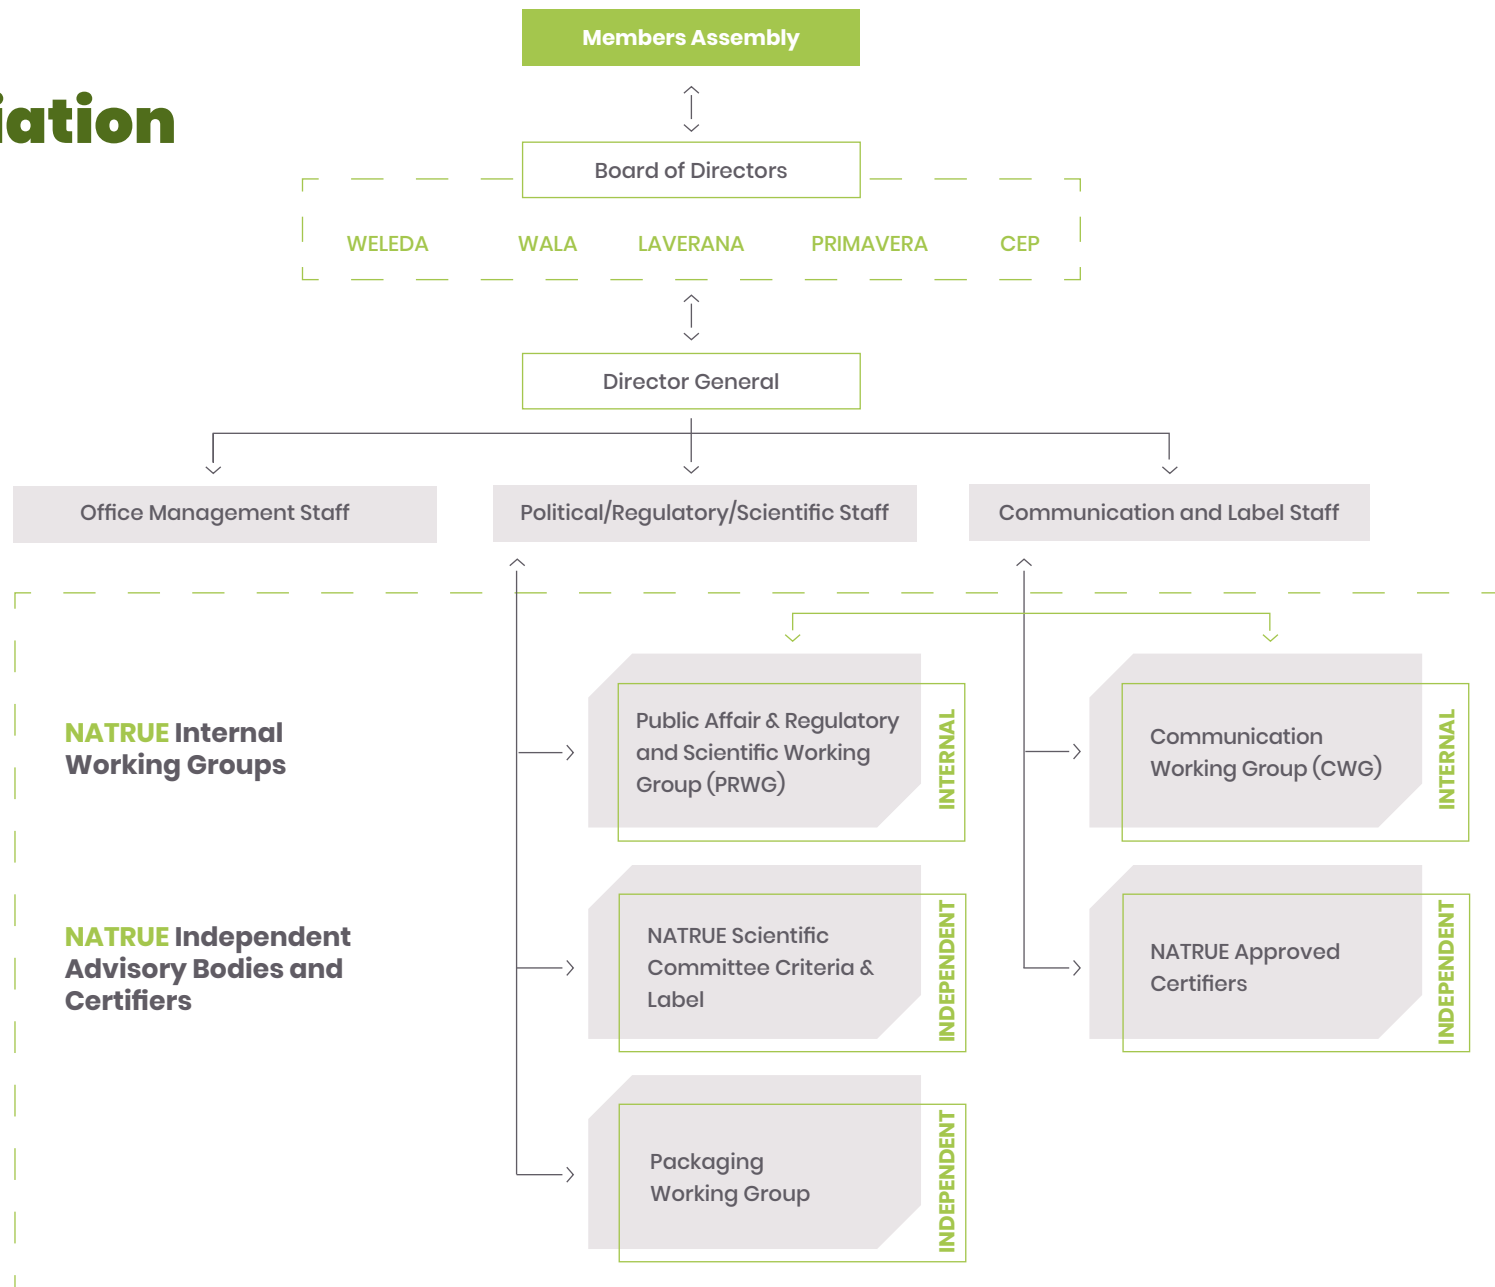 Members Assembly
iation
Board of Directors
WELEDA WALA LAVERANA PRIMAVERA CEP
Director General
Office Management Staff
Political/Regulatory/Scientific Staff
Communication and Label Staff
NATRUE Internal
Working Groups
Public Affair & Regulatory
and Scientific Working
Group (PRWG)
INTERNAL
Communication
Working Group (CWG)
INTERNAL
NATRUE Independent
Advisory Bodies and
Certifiers
NATRUE Scientific
Committee Criteria &
Label
INDEPENDENT
NATRUE Approved
Certifiers
INDEPENDENT
Packaging
Working Group
INDEPENDENT